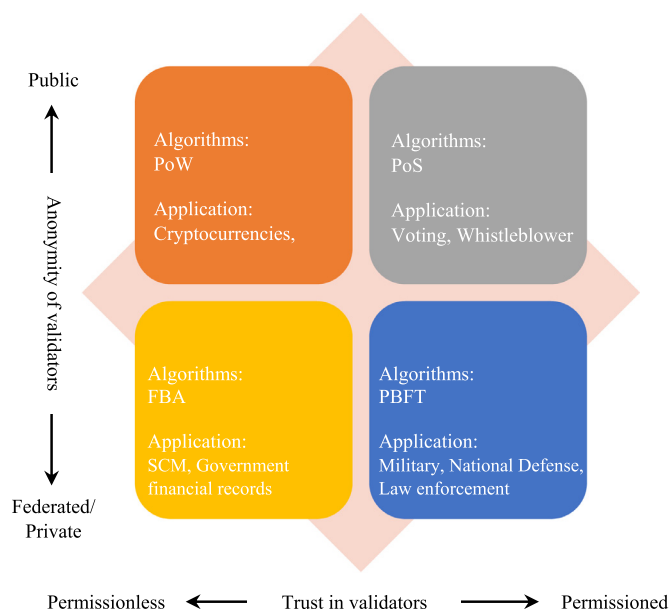 Public
Anonymity of validators
Federated/
Private
Algorithms:
PoW
Application:
Cryptocurrencies,
Algorithms:
PoS
Application:
Voting, Whistleblower
Algorithms:
FBA
Application:
SCM, Government
financial records
Algorithms:
PBFT
Application:
Military, National Defense,
Law enforcement
Permissionless
Trust in validators
Permissioned